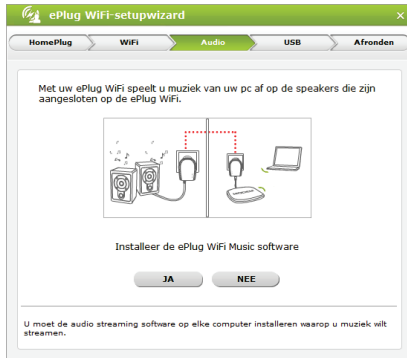 ePlug WiFi-setupwizard
HomePlug WiFi Audio USB Afronden
Met uw ePlug WiFi speelt u muziek van uw pc af op de speakers die zijn
aangesloten op de ePlug WiFi.
Installeer de ePlug WiFi Music software
JA NEE
U moet de audio streaming software op elke computer installeren waarop u muziek wilt
streamen.